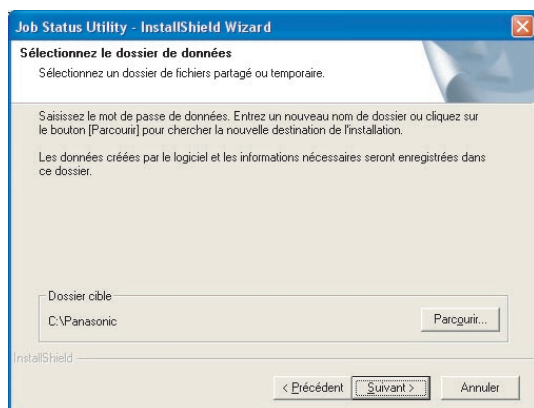 Job Status Utility - InstallShield Wizard
Sélectionnez le dossier de données
Sélectionnez un dossier de fichiers partagé ou temporaire.
Saisissez le mot de passe de données. Entrez un nouveau nom de dossier ou cliquez sur
le bouton [Parcourir] pour chercher la nouvelle destination de l'installation.
Les données créées par le logiciel et les informations nécessaires seront enregistrées dans
ce dossier.
Dossier cible
C:\Panasonic
Parcourir...
InstallShield
< Précédent
Suivant >
Annuler